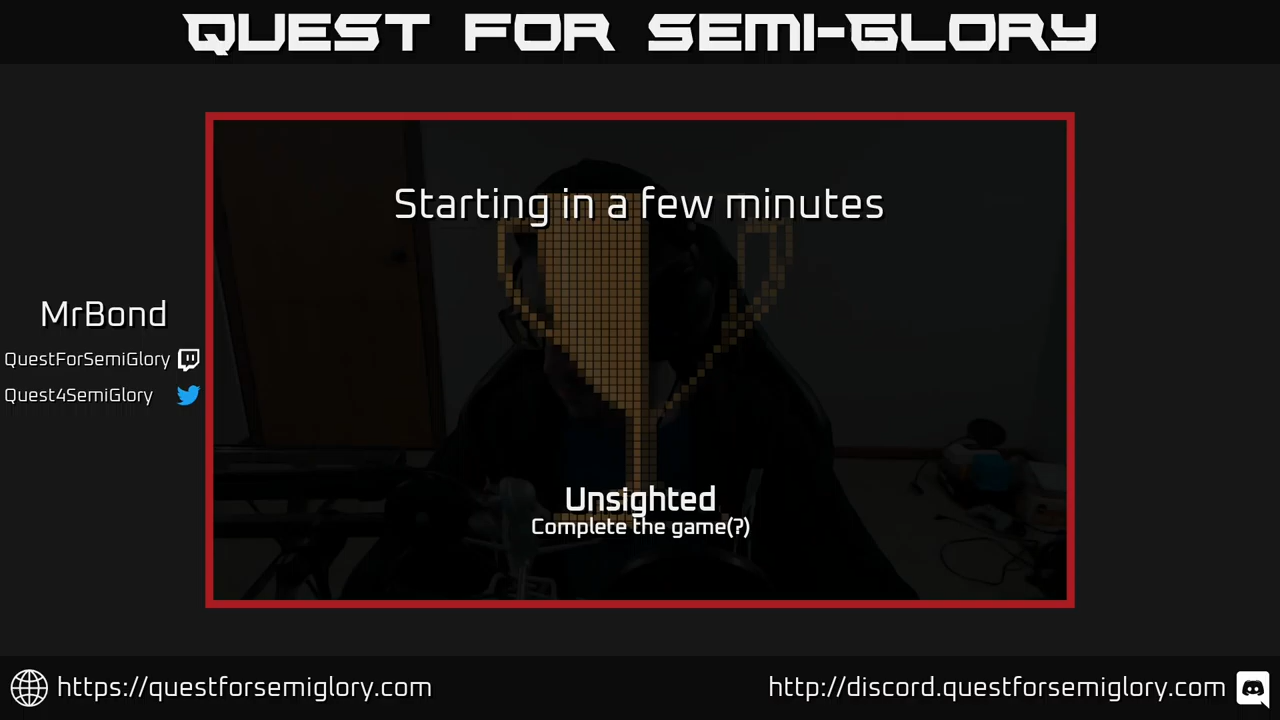 QUEST FOR SEMI-GLORY
Starting in a few minutes
MrBond
QuestForSemiGlory
Quest4SemiGlory
Unsighted
Complete the game(?)
https://questforsemiglory.com
http://discord.questforsemiglory.com